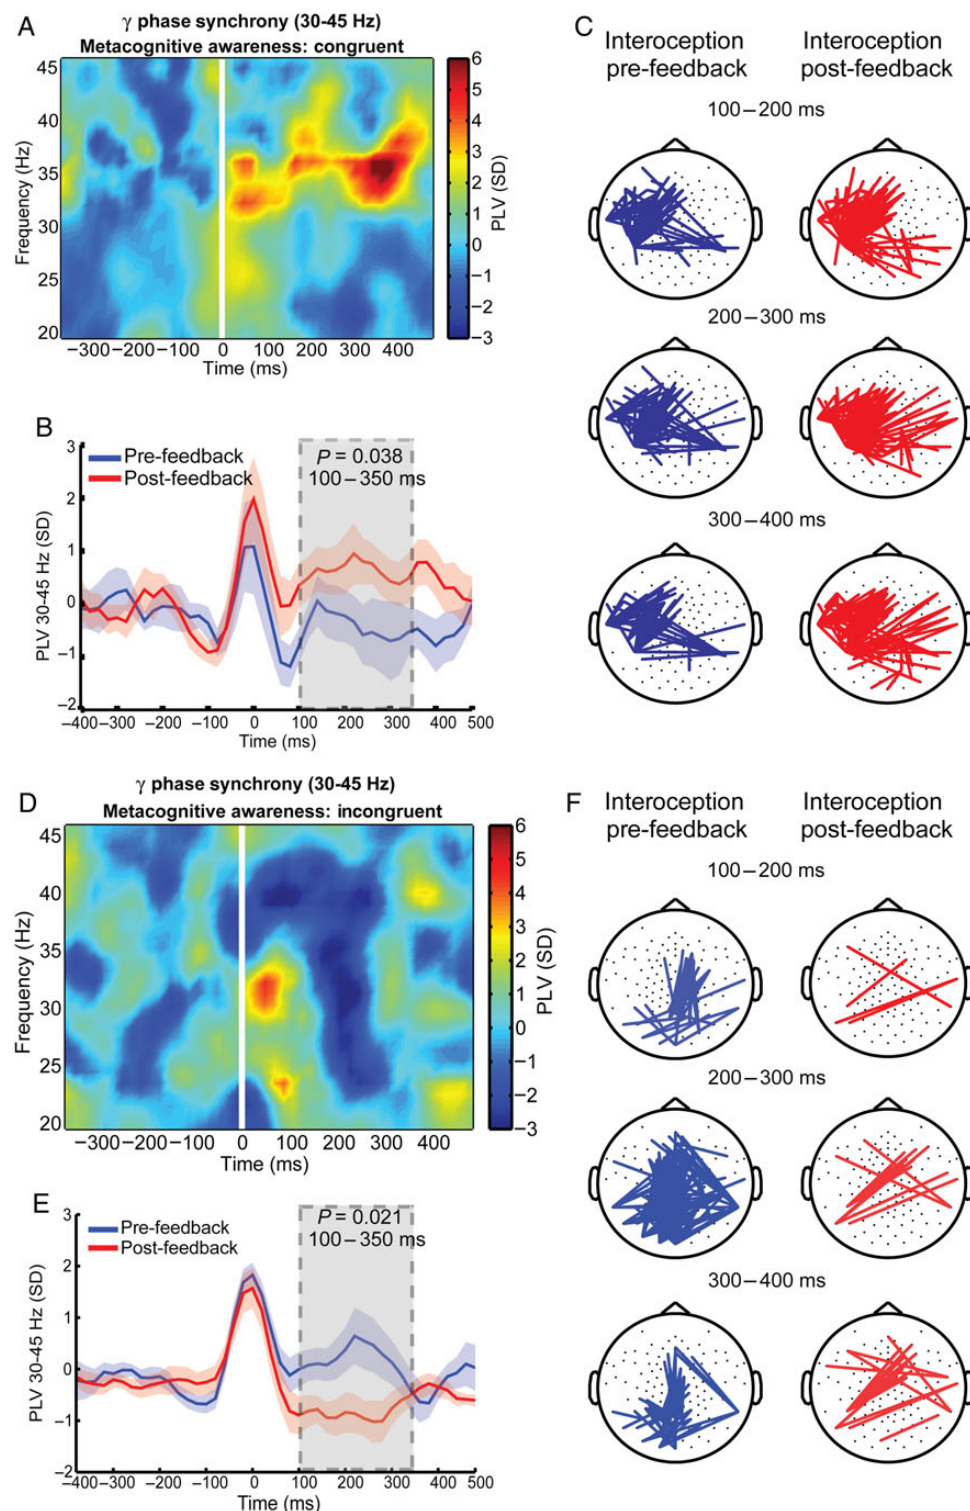 A
γ phase synchrony (30-45 Hz)
Metacognitive awareness: congruent
45
40
35
30
25
20
Frequency (Hz)
−300 −200 −100 0 100 200 300 400
Time (ms)
6
5
4
3
2
1
0
−1
−2
−3
PLV (SD)
B
3
2
1
0
−1
−2
PLV 30-45 Hz (SD)
Pre-feedback
Post-feedback
P = 0.038
100–350 ms
−400 −300 −200 −100 0 100 200 300 400 500
Time (ms)
C
Interoception
pre-feedback
Interoception
post-feedback
100–200 ms
200–300 ms
300–400 ms
D
γ phase synchrony (30-45 Hz)
Metacognitive awareness: incongruent
45
40
35
30
25
20
Frequency (Hz)
−300 −200 −100 0 100 200 300 400
Time (ms)
6
5
4
3
2
1
0
−1
−2
−3
PLV (SD)
E
3
2
1
0
−1
−2
PLV 30-45 Hz (SD)
Pre-feedback
Post-feedback
P = 0.021
100–350 ms
−400 −300 −200 −100 0 100 200 300 400 500
Time (ms)
F
Interoception
pre-feedback
Interoception
post-feedback
100–200 ms
200–300 ms
300–400 ms